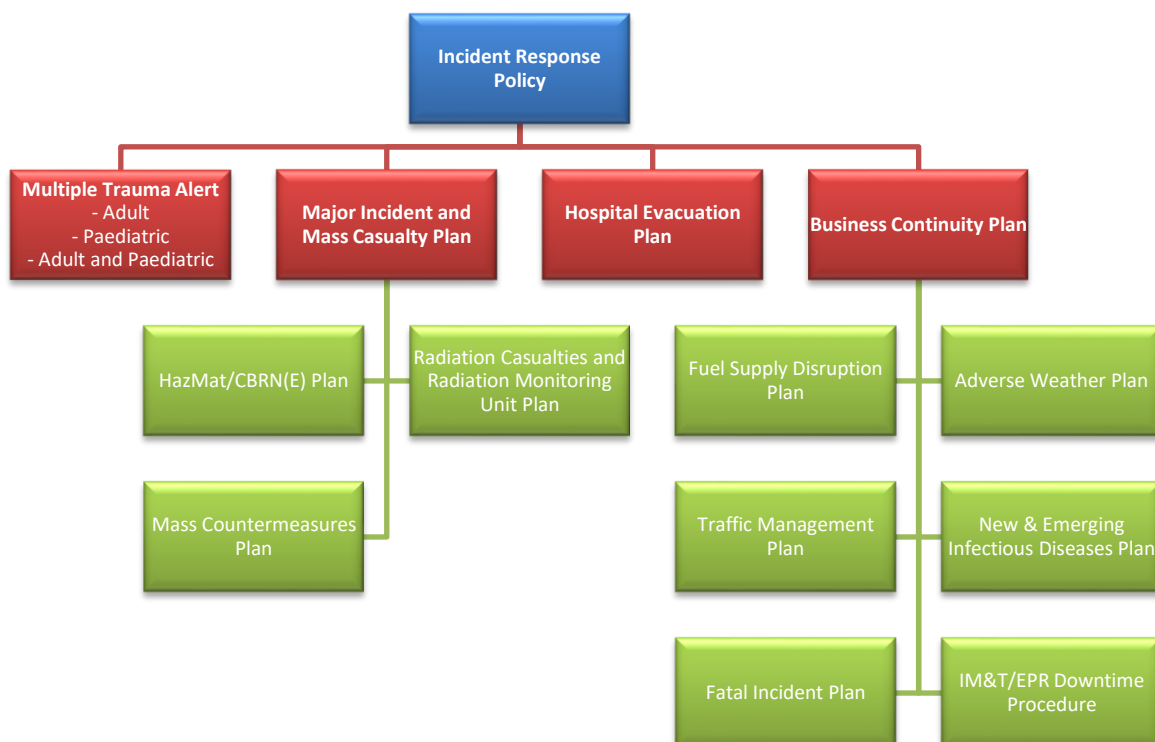 Incident Response
Policy
Multiple Trauma Alert
- Adult
- Paediatric
- Adult and Paediatric
Major Incident and
Mass Casualty Plan
Hospital Evacuation
Plan
Business Continuity Plan
HazMat/CBRN(E) Plan
Radiation Casualties and
Radiation Monitoring
Unit Plan
Fuel Supply Disruption
Plan
Adverse Weather Plan
Mass Countermeasures
Plan
Traffic Management
Plan
New & Emerging
Infectious Diseases Plan
Fatal Incident Plan
IM&T/EPR Downtime
Procedure